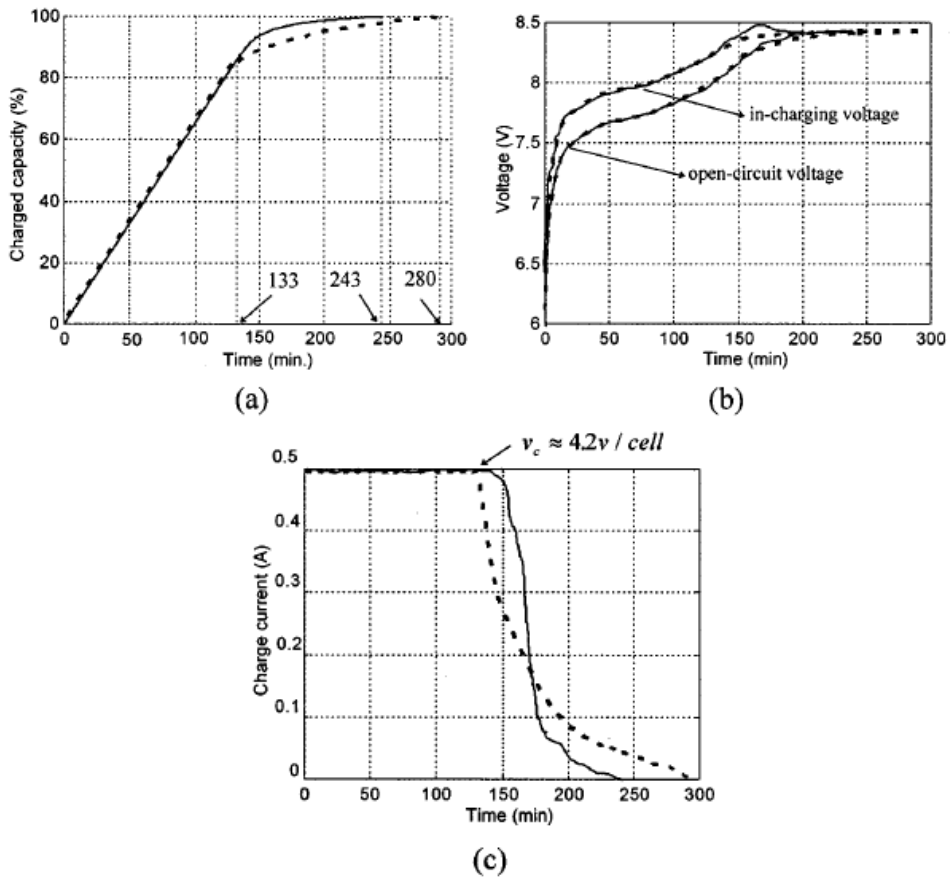 100
80
60
40
20
0
Charged capacity (%)
133 243 280
0 50 100 150 200 250 300
Time (min.)
(a)
8.5
8
7.5
7
6.5
6
Voltage (V)
in-charging voltage
open-circuit voltage
0 50 100 150 200 250 300
Time (min)
(b)
v_c ≈ 4.2v / cell
0.5
0.4
0.3
0.2
0.1
0
Charge current (A)
0 50 100 150 200 250 300
Time (min)
(c)